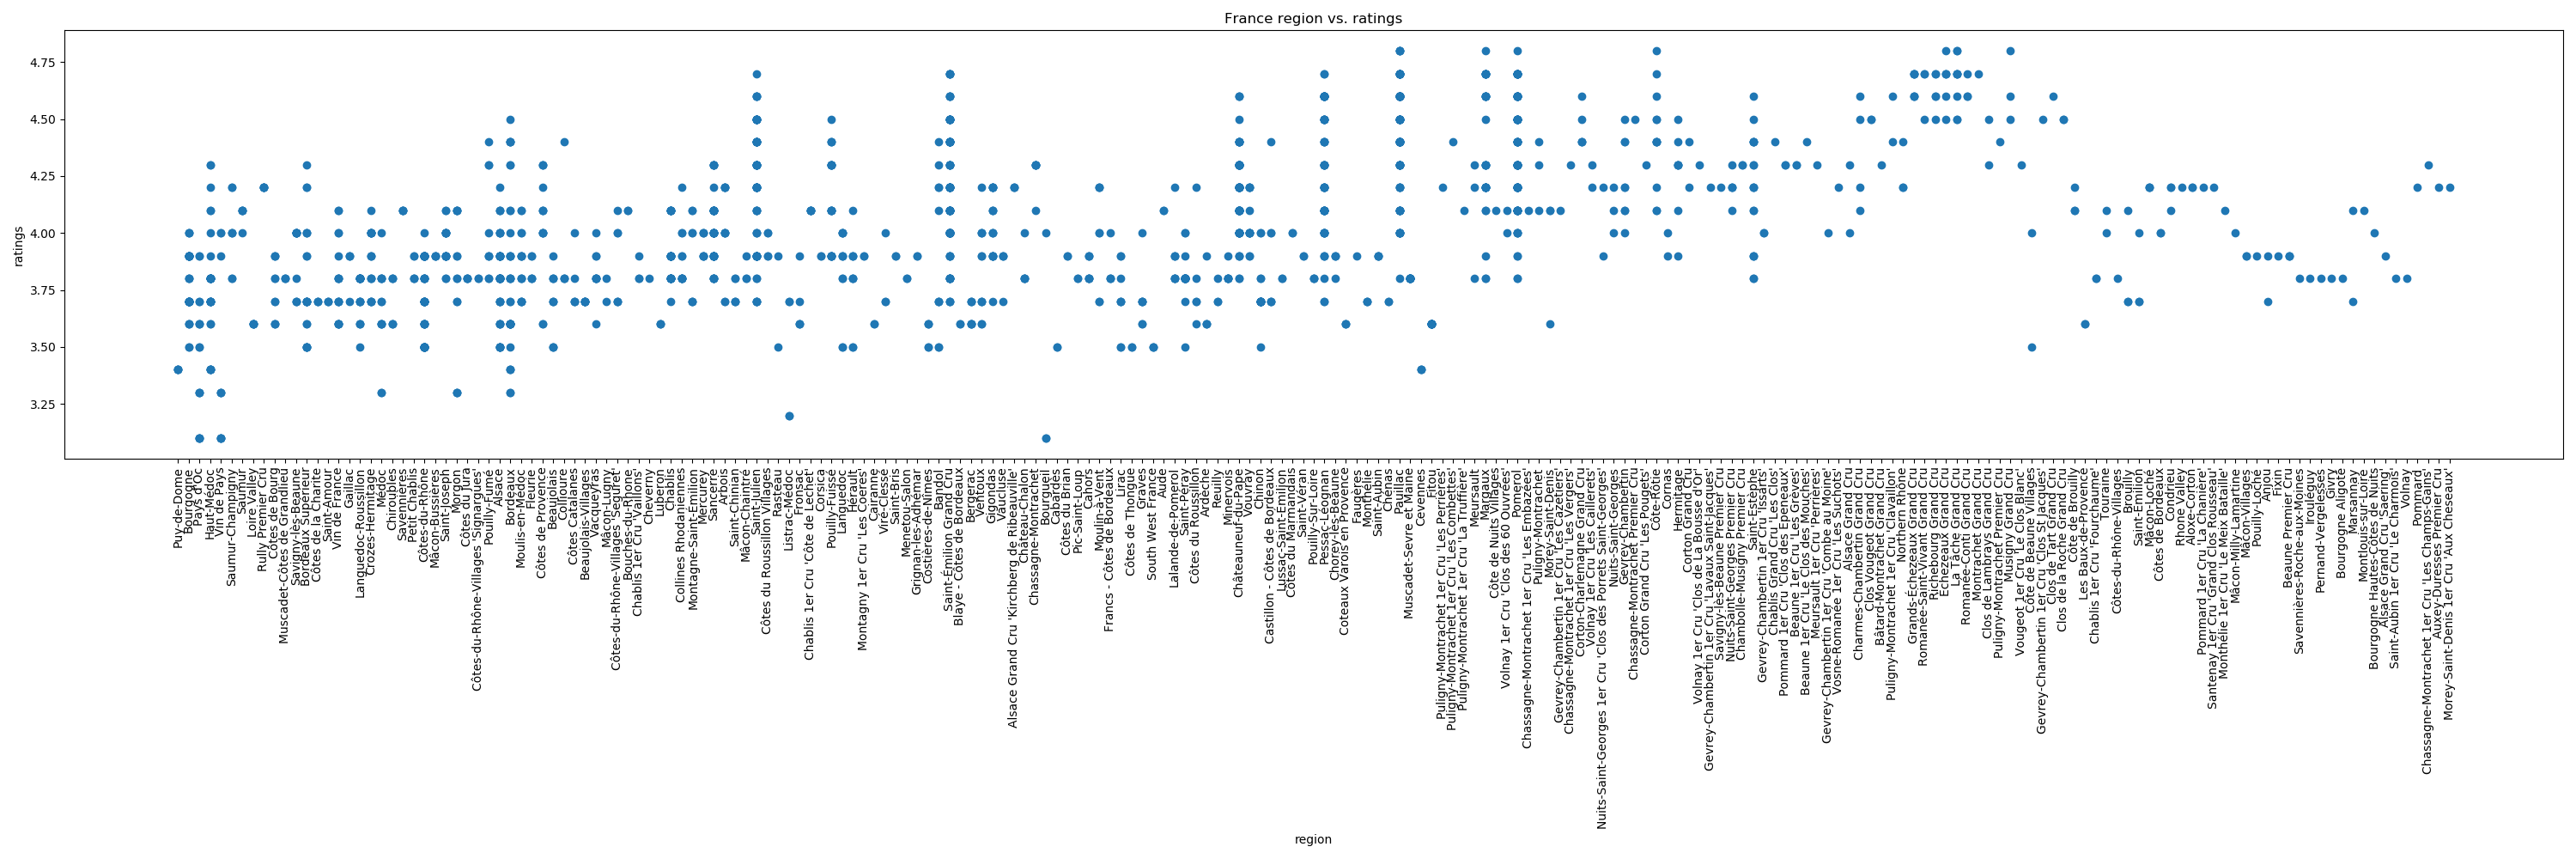 France region vs. ratings
ratings
4.75
4.50
4.25
4.00
3.75
3.50
3.25
Puy-de-Dome
Bourgogne
Pays d'Oc
Haut-Médoc
Vin de Pays
Saumur-Champigny
Saumur
Loire Valley
Rully Premier Cru
Côtes de Bourg
Muscadet-Côtes de Grandlieu
Savigny-lès-Beaune
Bordeaux Supérieur
Côtes de la Charite
Saint-Amour
Vin de France
Gaillac
Languedoc-Roussillon
Crozes-Hermitage
Médoc
Chiroubles
Savennières
Petit Chablis
Côtes-du-Rhône
Mâcon-Bussières
Saint-Joseph
Morgon
Côtes du Jura
Côtes-du-Rhône-Villages 'Signargues'
Pouilly-Fumé
Alsace
Bordeaux
Moulis-en-Médoc
Fleurie
Côtes de Provence
Beaujolais
Collioure
Côtes Catalanes
Beaujolais-Villages
Vacqueyras
Mâcon-Lugny
Côtes-du-Rhône-Villages 'Séguret'
Bouches-du-Rhone
Chablis 1er Cru 'Vaillons'
Cheverny
Luberon
Chablis
Collines Rhodaniennes
Montagne-Saint-Emilion
Mercurey
Sancerre
Arbois
Saint-Chinian
Mâcon-Chaintré
Saint-Julien
Côtes du Roussillon Villages
Rasteau
Listrac-Médoc
Fronsac
Chablis 1er Cru 'Côte de Lechet'
Corsica
Pouilly-Fuissé
Languedoc
Hérault
Montagny 1er Cru 'Les Coères'
Cairanne
Viré-Clessé
Saint-Bris
Menetou-Salon
Grignan-les-Adhémar
Costières-de-Nîmes
Bandol
Saint-Émilion Grand Cru
Blaye - Côtes de Bordeaux
Bergerac
Ventoux
Gigondas
Vaucluse
Alsace Grand Cru 'Kirchberg de Ribeauville'
Château-Chalon
Chassagne-Montrachet
Bourgueil
Cabardès
Côtes du Brian
Pic-Saint-Loup
Cahors
Moulin-à-Vent
Francs - Côtes de Bordeaux
Lirac
Côtes de Thongue
Graves
South West France
Aude
Lalande-de-Pomerol
Saint-Péray
Côtes du Roussillon
Ardèche
Reuilly
Minervois
Châteauneuf-du-Pape
Vouvray
Chinon
Castillon - Côtes de Bordeaux
Lussac-Saint-Émilion
Côtes du Marmandais
Saint-Véran
Pouilly-Sur-Loire
Pessac-Léognan
Chorey-lès-Beaune
Coteaux Varois en Provence
Faugères
Monthélie
Saint-Aubin
Chenas
Pauillac
Muscadet-Sevre et Maine
Cevennes
Fitou
Puligny-Montrachet 1er Cru 'Les Perrières'
Puligny-Montrachet 1er Cru 'Les Combettes'
Puligny-Montrachet 1er Cru 'La Truffière'
Meursault
Margaux
Côte de Nuits Villages
Volnay 1er Cru 'Clos des 60 Ouvrées'
Pomerol
Chassagne-Montrachet 1er Cru 'Les Embazées'
Puligny-Montrachet
Morey-Saint-Denis
Gevrey-Chambertin 1er Cru 'Les Cazetiers'
Chassagne-Montrachet 1er Cru 'Les Vergers'
Corton-Charlemagne Grand Cru
Volnay 1er Cru 'Les Caillerets'
Nuits-Saint-Georges 1er Cru 'Clos des Porrets Saint-Georges'
Nuits-Saint-Georges
Gevrey-Chambertin
Chassagne-Montrachet Premier Cru
Corton Grand Cru 'Les Pougets'
Côte-Rôtie
Cornas
Hermitage
Corton Grand Cru
Volnay 1er Cru 'Clos de La Bousse d'Or'
Gevrey-Chambertin 1er Cru 'Lavaux Saint-Jacques'
Savigny-lès-Beaune Premier Cru
Nuits-Saint-Georges Premier Cru
Chambolle-Musigny Premier Cru
Saint-Estèphe
Gevrey-Chambertin 1er Cru 'Issarts'
Chablis Grand Cru 'Les Clos'
Pommard 1er Cru 'Clos des Epeneaux'
Beaune 1er Cru 'Les Grèves'
Beaune 1er Cru 'Le Clos des Mouches'
Meursault 1er Cru 'Perrières'
Gevrey-Chambertin 1er Cru 'Combe au Moine'
Vosne-Romanée 1er Cru 'Les Suchots'
Alsace Grand Cru
Charmes-Chambertin Grand Cru
Clos Vougeot Grand Cru
Bâtard-Montrachet Grand Cru
Puligny-Montrachet 1er Cru 'Clavaillon'
Northern Rhône
Grands-Échezeaux Grand Cru
Romanée-Saint-Vivant Grand Cru
Richebourg Grand Cru
Echézeaux Grand Cru
La Tâche Grand Cru
Romanée-Conti Grand Cru
Montrachet Grand Cru
Clos de Lambrays Grand Cru
Puligny-Montrachet Premier Cru
Musigny Grand Cru
Vougeot 1er Cru 'Le Clos Blanc'
Côte de Beaune Villages
Gevrey-Chambertin 1er Cru 'Clos St Jacques'
Clos de Tart Grand Cru
Clos de la Roche Grand Cru
Côte de Brouilly
Les Baux-de-Provence
Chablis 1er Cru 'Fourchaume'
Touraine
Côtes-du-Rhône-Villages
Brouilly
Saint-Émilion
Mâcon-Loché
Côtes de Bordeaux
Condrieu
Rhone Valley
Aloxe-Corton
Pommard 1er Cru 'La Chanière'
Santenay 1er Cru 'Grand Clos Rousseau'
Monthélie 1er Cru 'Le Meix Bataille'
Mâcon-Milly-Lamartine
Mâcon-Villages
Pouilly-Loché
Anjou
Fixin
Beaune Premier Cru
Savennières-Roche-aux-Moines
Irouléguy
Pernand-Vergelesses
Givry
Bourgogne Aligoté
Marsannay
Montlouis-sur-Loire
Bourgogne Hautes-Côtes de Nuits
Alsace Grand Cru 'Saering'
Saint-Aubin 1er Cru 'Le Charmois'
Volnay
Pommard
Chassagne-Montrachet 1er Cru 'Les Champs-Gains'
Auxey-Duresses Premier Cru
Morey-Saint-Denis 1er Cru 'Aux Cheseaux'
region